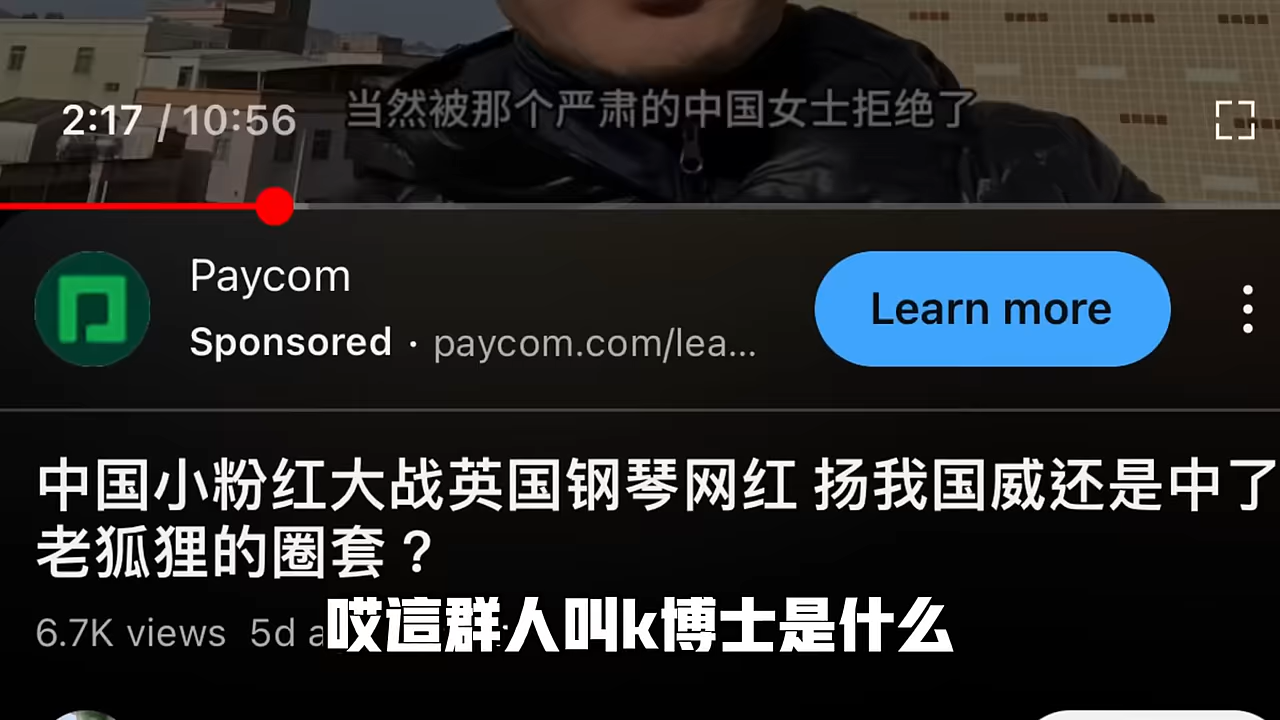 当然被那个严肃的中国女士拒绝了
2:17 / 10:56
Paycom
Sponsored · paycom.com/lea...
Learn more
中国小粉红大战英国钢琴网红 扬我国威还是中了
老狐狸的圈套？
6.7K views 5d a
哎這群人叫k博士是什么